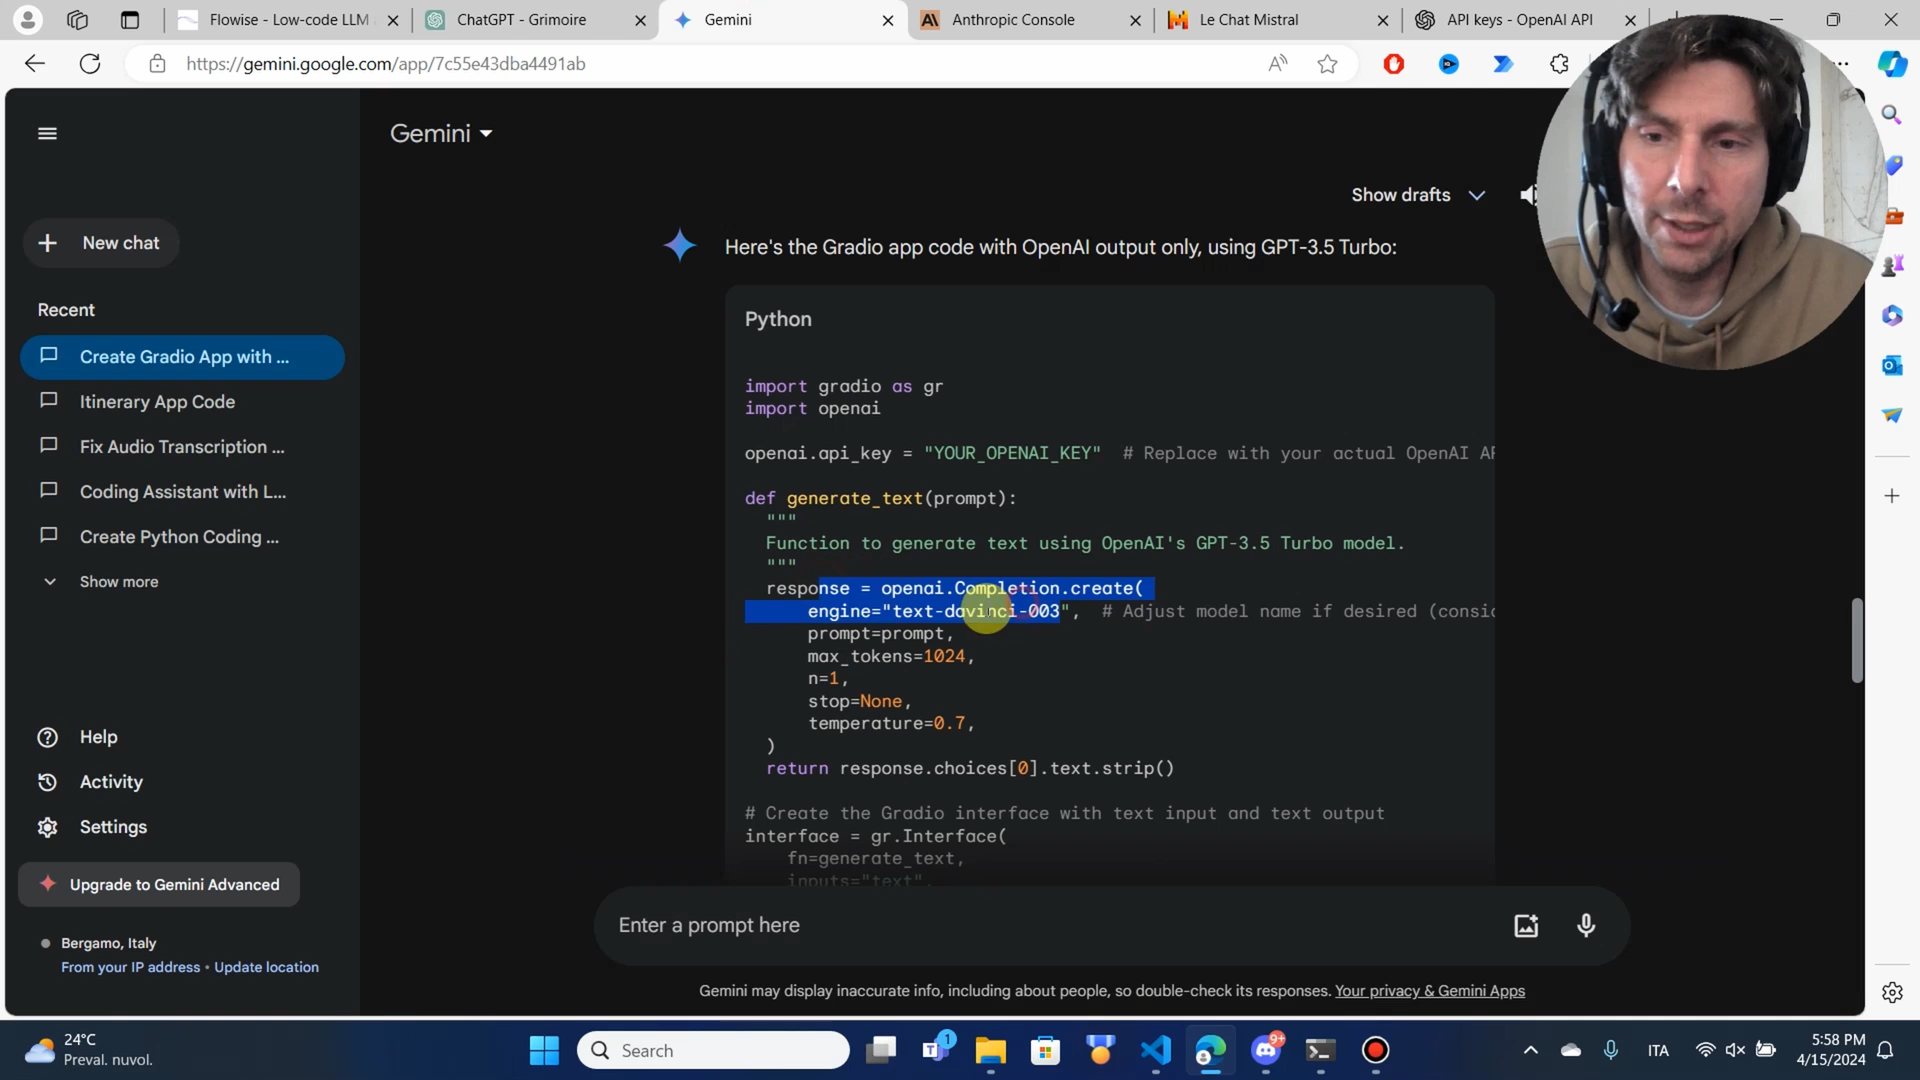 Flowise - Low-code LLM
ChatGPT - Grimoire
Gemini
Anthropic Console
Le Chat Mistral
API keys - OpenAI API
https://gemini.google.com/app/7c55e43dba4491ab
Gemini
Show drafts
New chat
Recent
Create Gradio App with ...
Itinerary App Code
Fix Audio Transcription ...
Coding Assistant with L...
Create Python Coding ...
Show more
Help
Activity
Settings
Upgrade to Gemini Advanced
Bergamo, Italy
From your IP address • Update location
Here's the Gradio app code with OpenAI output only, using GPT-3.5 Turbo:
Python
import gradio as gr
import openai
openai.api_key = "YOUR_OPENAI_KEY"  # Replace with your actual OpenAI AP
def generate_text(prompt):
"""
Function to generate text using OpenAI's GPT-3.5 Turbo model.
"""
response = openai.Completion.create(
engine="text-davinci-003",  # Adjust model name if desired (consid
prompt=prompt,
max_tokens=1024,
n=1,
stop=None,
temperature=0.7,
)
return response.choices[0].text.strip()
# Create the Gradio interface with text input and text output
interface = gr.Interface(
fn=generate_text,
inputs="text",
Enter a prompt here
Gemini may display inaccurate info, including about people, so double-check its responses. Your privacy & Gemini Apps
24°C
Preval. nuvol.
Search
1
9+
ITA
5:58 PM
4/15/2024